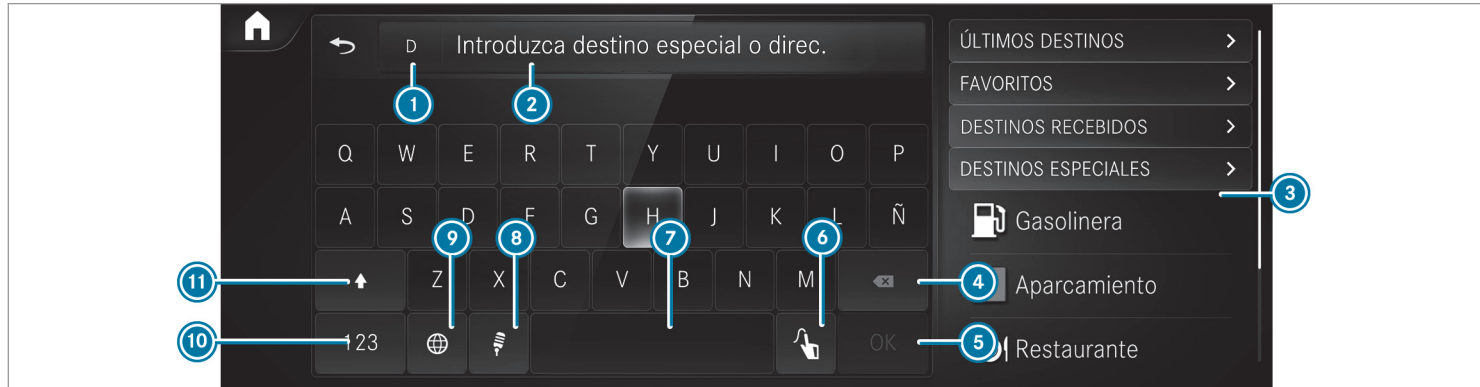 D Introduzca destino especial o direc.
1 2
Q W E R T Y U I O P
A S D F G H J K L Ñ
9 8 7 6
11 Z X C V B N M 4
10 123 OK 5
ÚLTIMOS DESTINOS
FAVORITOS
DESTINOS RECEBIDOS
DESTINOS ESPECIALES
3
Gasolinera
Aparcamiento
Restaurante